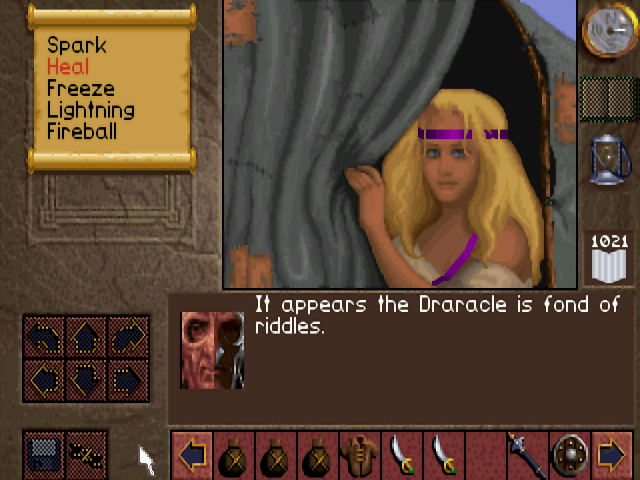 Spark
Heal
Freeze
Lightning
Fireball
1021
It appears the Draracle is fond of
riddles.